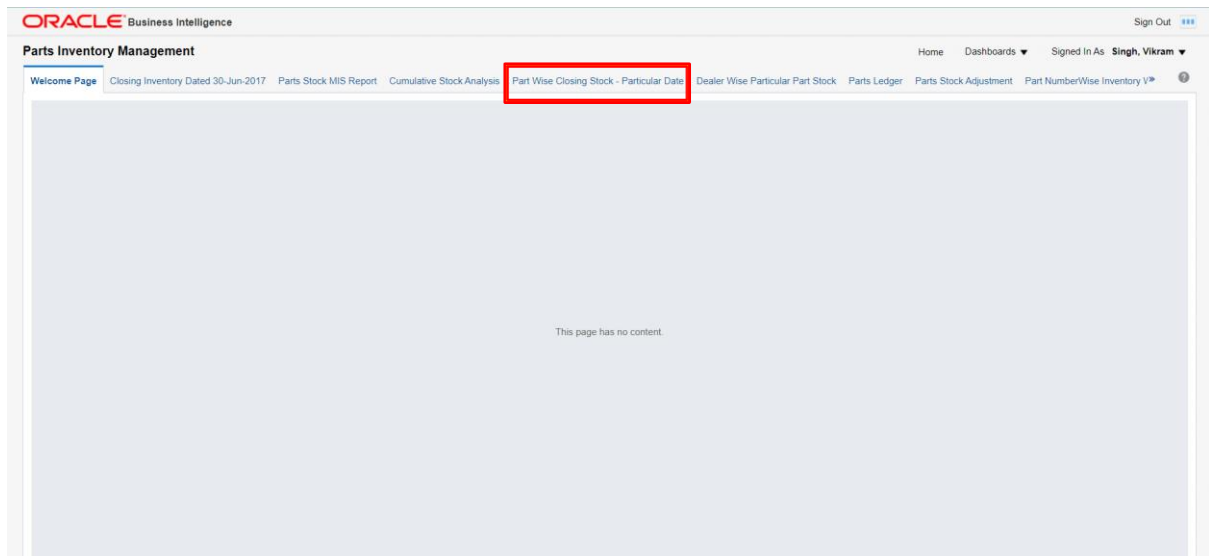 ORACLE Business Intelligence Sign Out
Parts Inventory Management Home Dashboards Signed In As Singh, Vikram
Welcome Page Closing Inventory Dated 30-Jun-2017 Parts Stock MIS Report Cumulative Stock Analysis Part Wise Closing Stock - Particular Date Dealer Wise Particular Part Stock Parts Ledger Parts Stock Adjustment Part NumberWise Inventory V»
This page has no content.